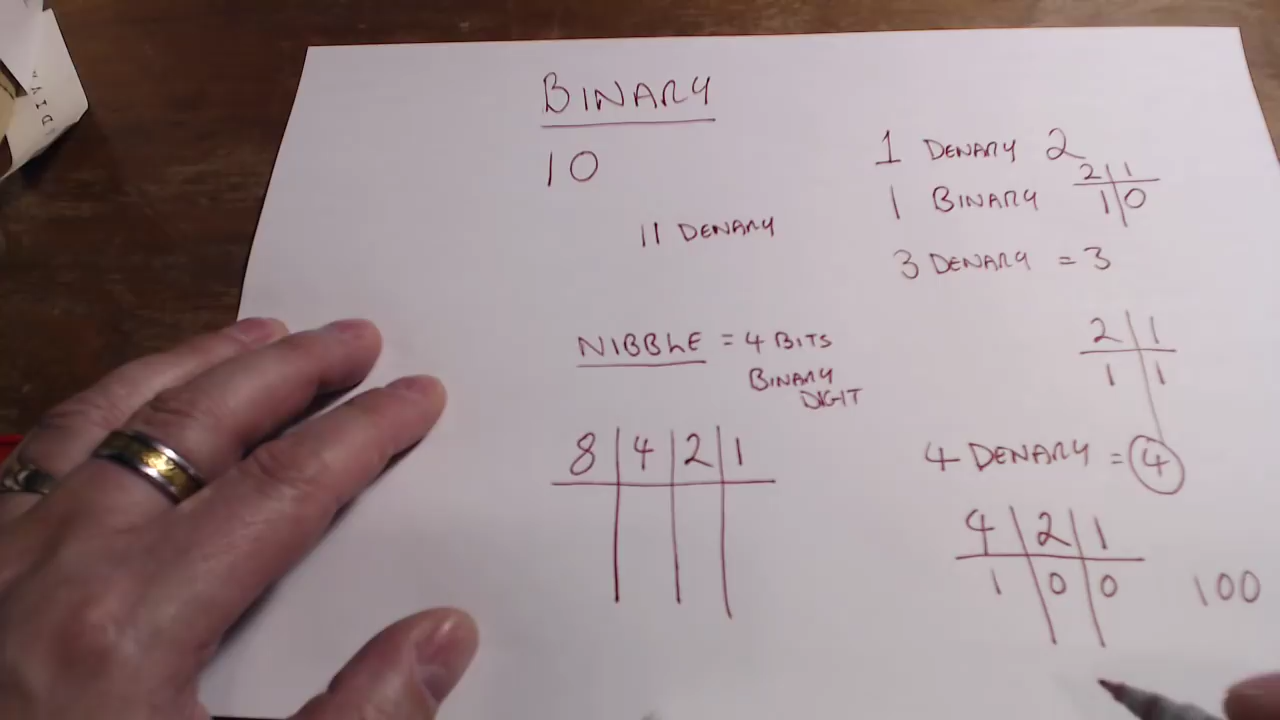 BINARY
10
11 DENARY
NIBBLE = 4 BITS
BINARY
DIGIT
8 4 2 1
1 DENARY 2
2 1
1 BINARY 1 0
3 DENARY = 3
2 1
1 1
4 DENARY = 4
4 2 1
1 0 0 100